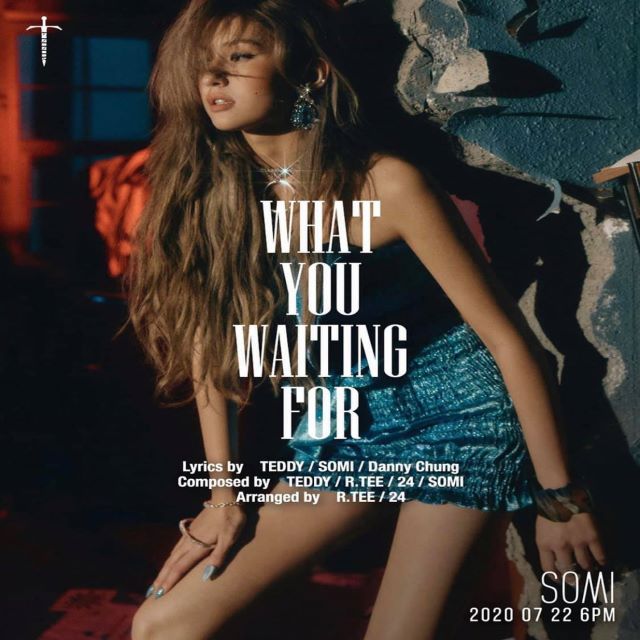 WHAT
YOU
WAITING
FOR
Lyrics by TEDDY / SOMI / Danny Chung
Composed by TEDDY / R.TEE / 24 / SOMI
Arranged by R.TEE / 24
SOMI
2020 07 22 6PM